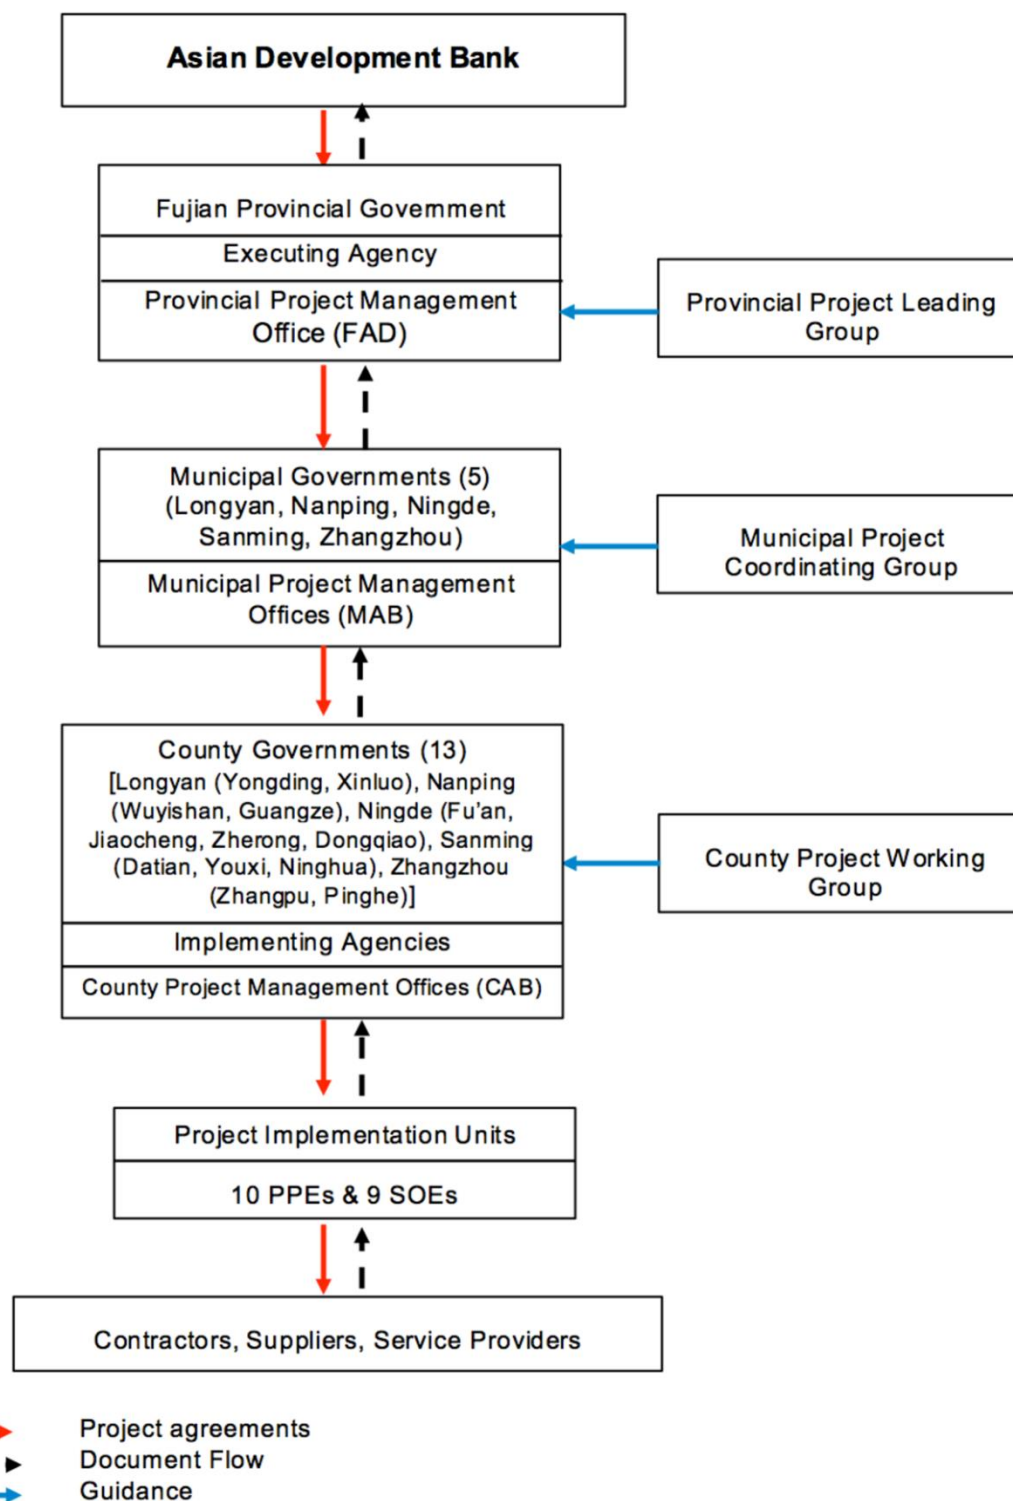 Asian Development Bank
Fujian Provincial Government
Executing Agency
Provincial Project Management
Office (FAD)
Provincial Project Leading
Group
Municipal Governments (5)
(Longyan, Nanping, Ningde,
Sanming, Zhangzhou)
Municipal Project Management
Offices (MAB)
Municipal Project
Coordinating Group
County Governments (13)
[Longyan (Yongding, Xinluo), Nanping
(Wuyishan, Guangze), Ningde (Fu’an,
Jiaocheng, Zherong, Dongqiao), Sanming
(Datian, Youxi, Ninghua), Zhangzhou
(Zhangpu, Pinghe)]
Implementing Agencies
County Project Management Offices (CAB)
County Project Working
Group
Project Implementation Units
10 PPEs & 9 SOEs
Contractors, Suppliers, Service Providers
Project agreements
Document Flow
Guidance